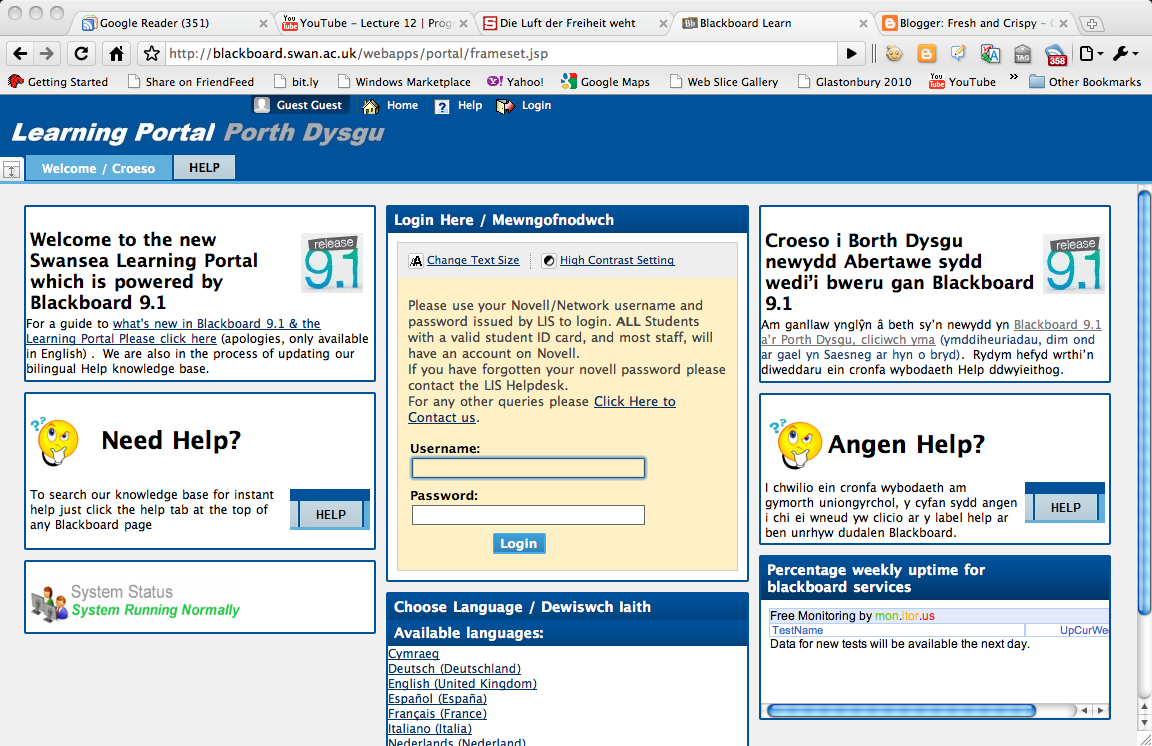 Google Reader (351)
YouTube - Lecture 12 | Prog
Die Luft der Freiheit weht
Blackboard Learn
Blogger: Fresh and Crispy -
http://blackboard.swan.ac.uk/webapps/portal/frameset.jsp
TAG
358
Getting Started
Share on FriendFeed
bit.ly
Windows Marketplace
Yahoo!
Google Maps
Web Slice Gallery
Glastonbury 2010
YouTube
»
Other Bookmarks
Guest Guest
Home
Help
Login
Learning Portal Porth Dysgu
Welcome / Croeso
HELP
Welcome to the new
Swansea Learning Portal
which is powered by
Blackboard 9.1
release
9.1
For a guide to what's new in Blackboard 9.1 & the
Learning Portal Please click here (apologies, only available
in English) . We are also in the process of updating our
bilingual Help knowledge base.
Need Help?
To search our knowledge base for instant
help just click the help tab at the top of
any Blackboard page
HELP
System Status
System Running Normally
Login Here / Mewngofnodwch
Change Text Size
High Contrast Setting
Please use your Novell/Network username and
password issued by LIS to login. ALL Students
with a valid student ID card, and most staff, will
have an account on Novell.
If you have forgotten your novell password please
contact the LIS Helpdesk.
For any other queries please Click Here to
Contact us.
Username:
Password:
Login
Choose Language / Dewiswch Iaith
Available languages:
Cymraeg
Deutsch (Deutschland)
English (United Kingdom)
Español (España)
Français (France)
Italiano (Italia)
Nederlands (Nederland)
Croeso i Borth Dysgu
newydd Abertawe sydd
wedi'i bweru gan Blackboard
9.1
release
9.1
Am ganllaw ynglŷn â beth sy'n newydd yn Blackboard 9.1
a'r Porth Dysgu, cliciwch yma (ymddiheuriadau, dim ond
ar gael yn Saesneg ar hyn o bryd). Rydym hefyd wrthi'n
diweddaru ein cronfa wybodaeth Help ddwyieithog.
Angen Help?
I chwilio ein cronfa wybodaeth am
gymorth uniongyrchol, y cyfan sydd angen
i chi ei wneud yw clicio ar y label help ar
ben unrhyw dudalen Blackboard.
HELP
Percentage weekly uptime for
blackboard services
Free Monitoring by mon.itor.us
TestName
UpCurWe
Data for new tests will be available the next day.